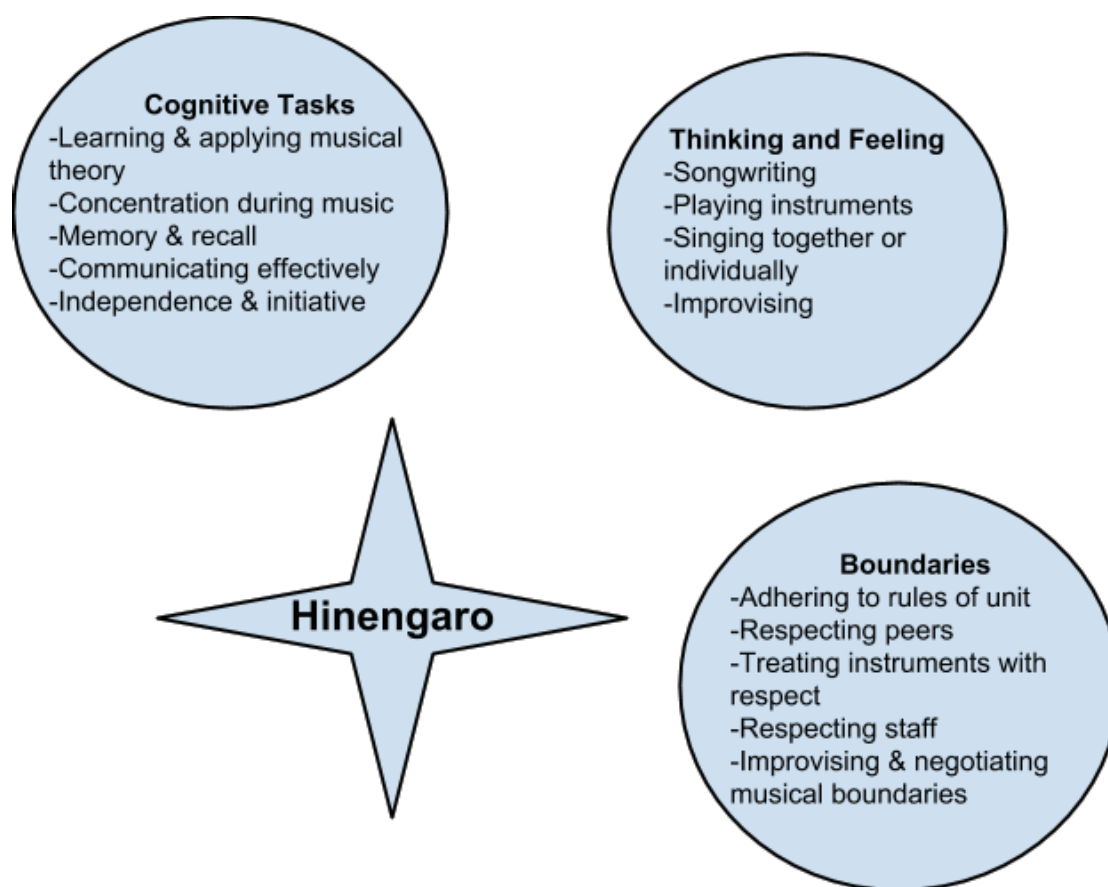 Cognitive Tasks
-Learning & applying musical
theory
-Concentration during music
-Memory & recall
-Communicating effectively
-Independence & initiative
Thinking and Feeling
-Songwriting
-Playing instruments
-Singing together or
individually
-Improvising
Hinengaro
Boundaries
-Adhering to rules of unit
-Respecting peers
-Treating instruments with
respect
-Respecting staff
-Improvising & negotiating
musical boundaries